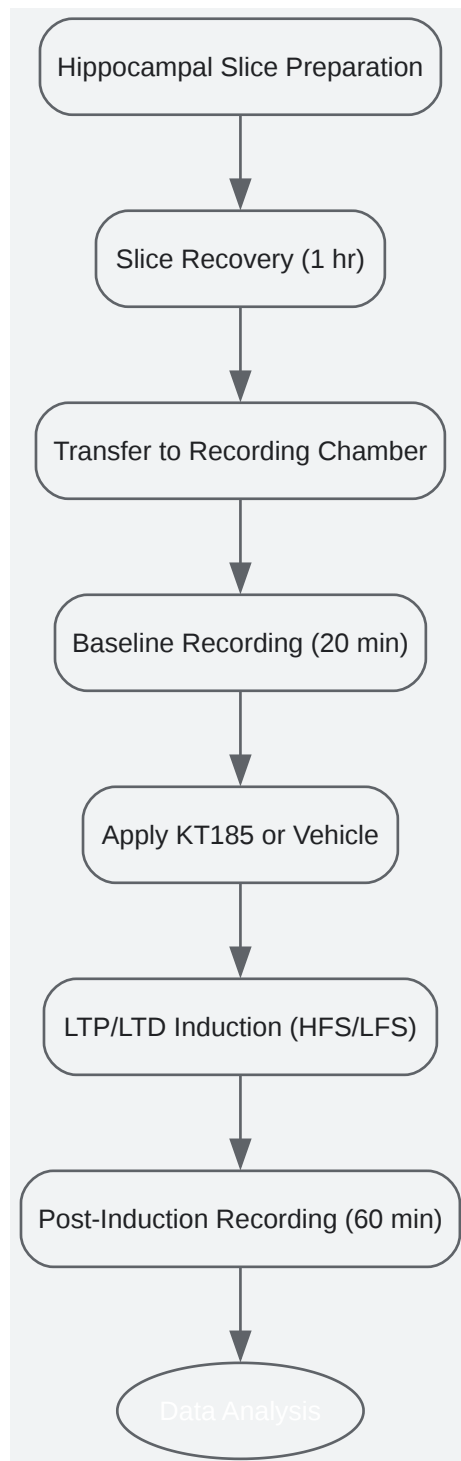 Hippocampal Slice Preparation
Slice Recovery (1 hr)
Transfer to Recording Chamber
Baseline Recording (20 min)
Apply KT185 or Vehicle
LTP/LTD Induction (HFS/LFS)
Post-Induction Recording (60 min)
Data Analysis